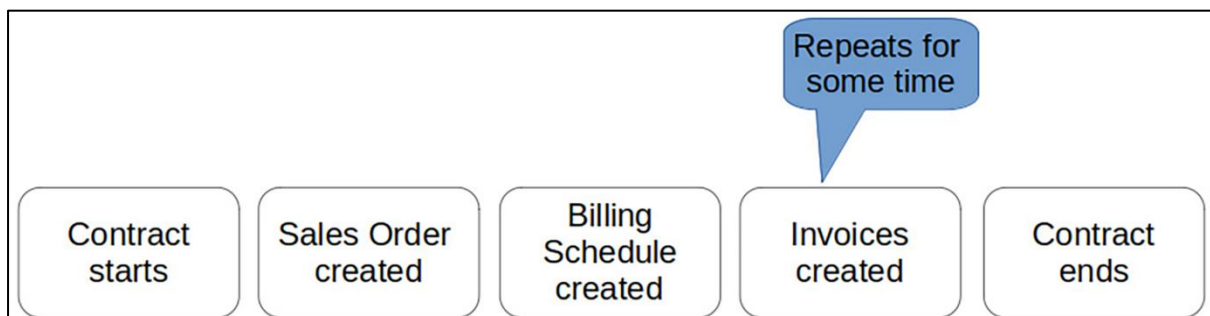 Repeats for
some time
Contract
starts
Sales Order
created
Billing
Schedule
created
Invoices
created
Contract
ends